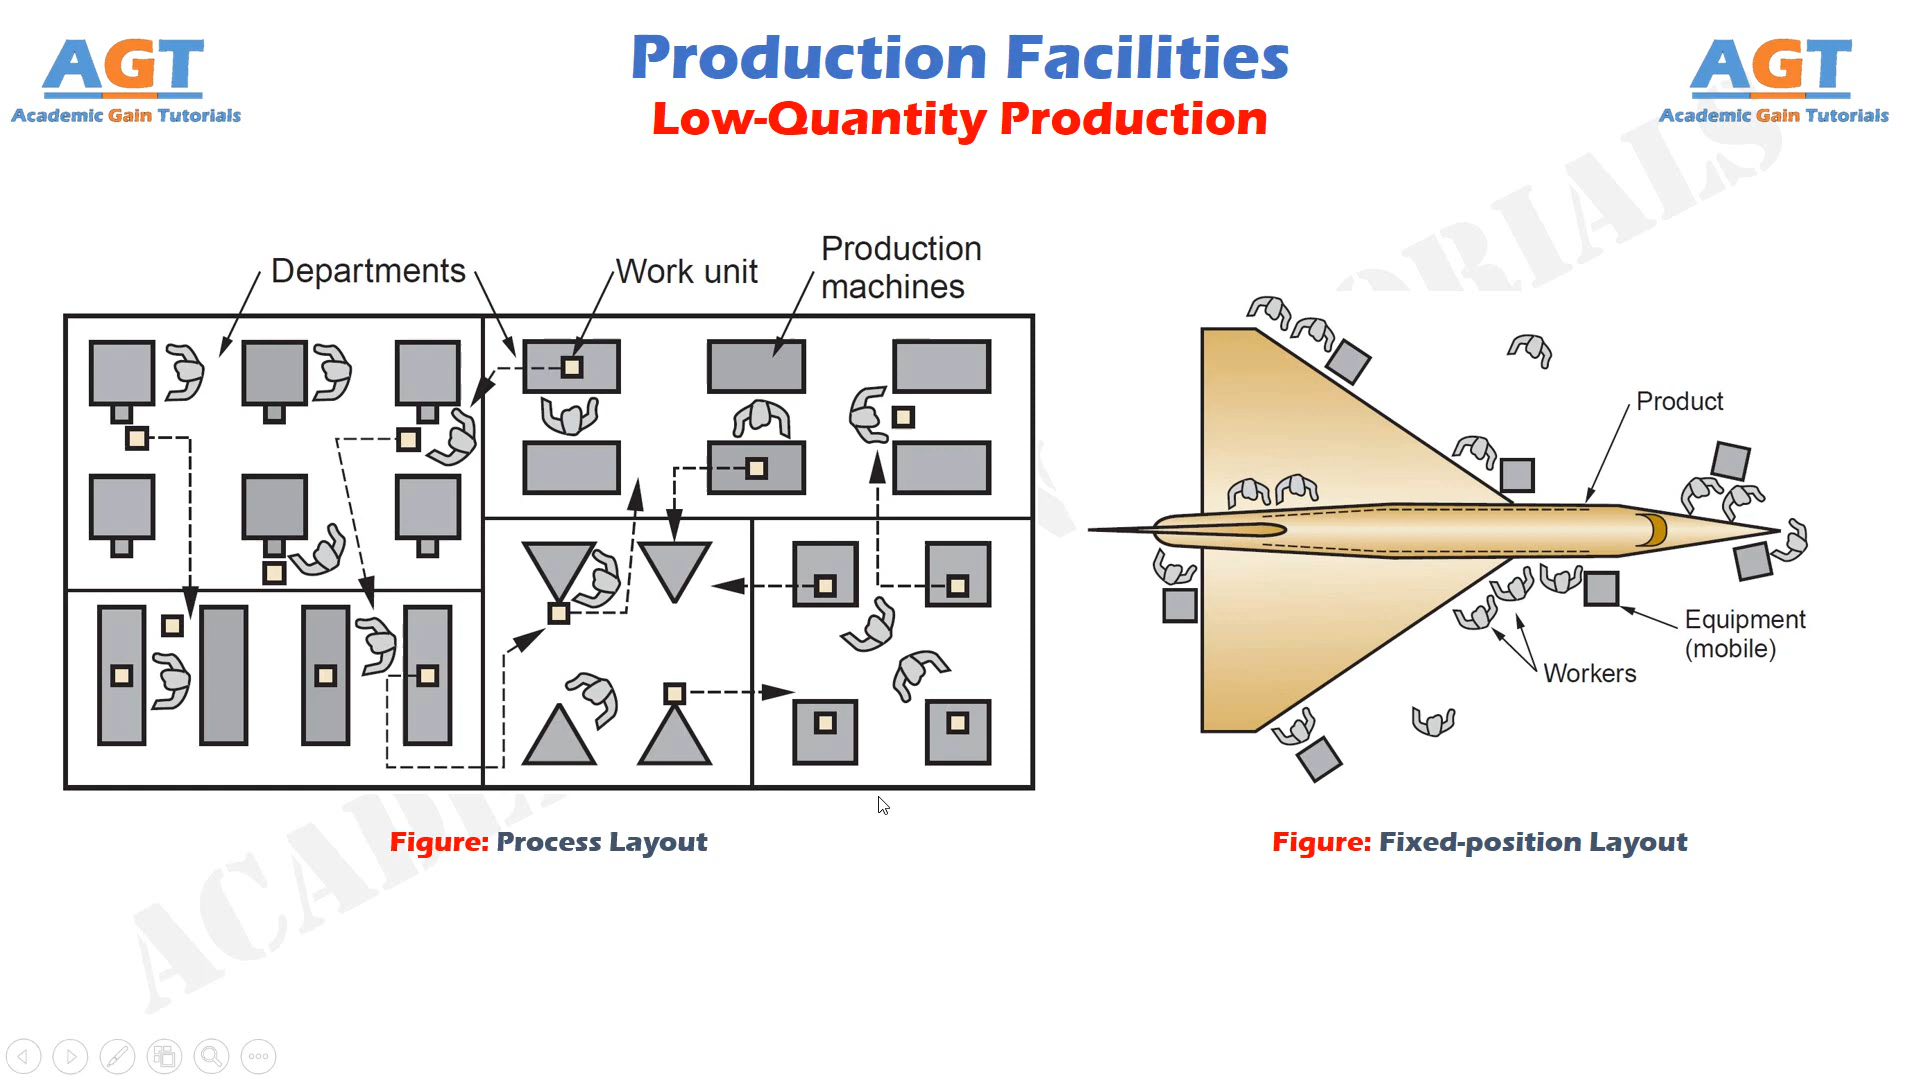 AGT
Academic Gain Tutorials
Production Facilities
Low-Quantity Production
AGT
Academic Gain Tutorials
Departments
Work unit
Production
machines
Product
Equipment
(mobile)
Workers
Figure: Process Layout
Figure: Fixed-position Layout